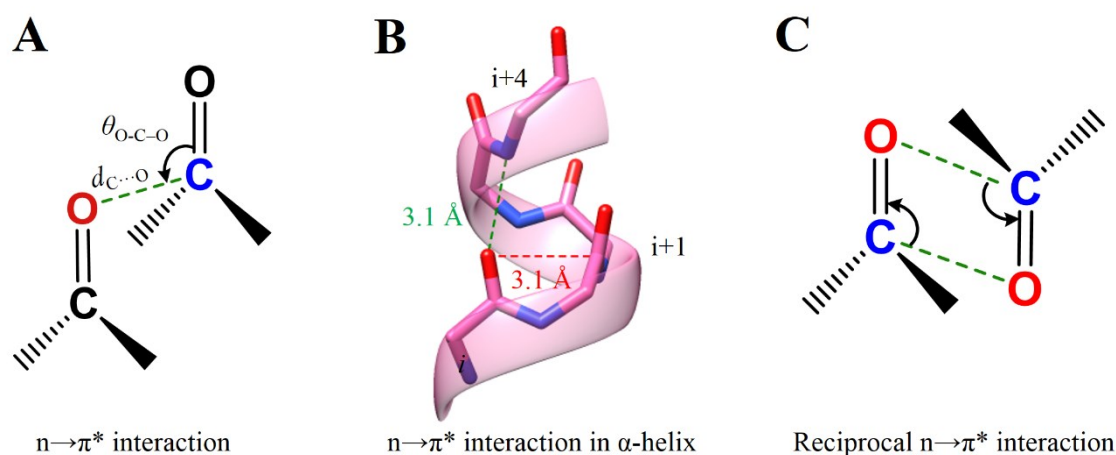 A
O
θO-C-O
dC···O
C
O
C
n→π* interaction
B
i+4
3.1 Å
i+1
3.1 Å
i
n→π* interaction in α-helix
C
O
C
C
O
Reciprocal n→π* interaction